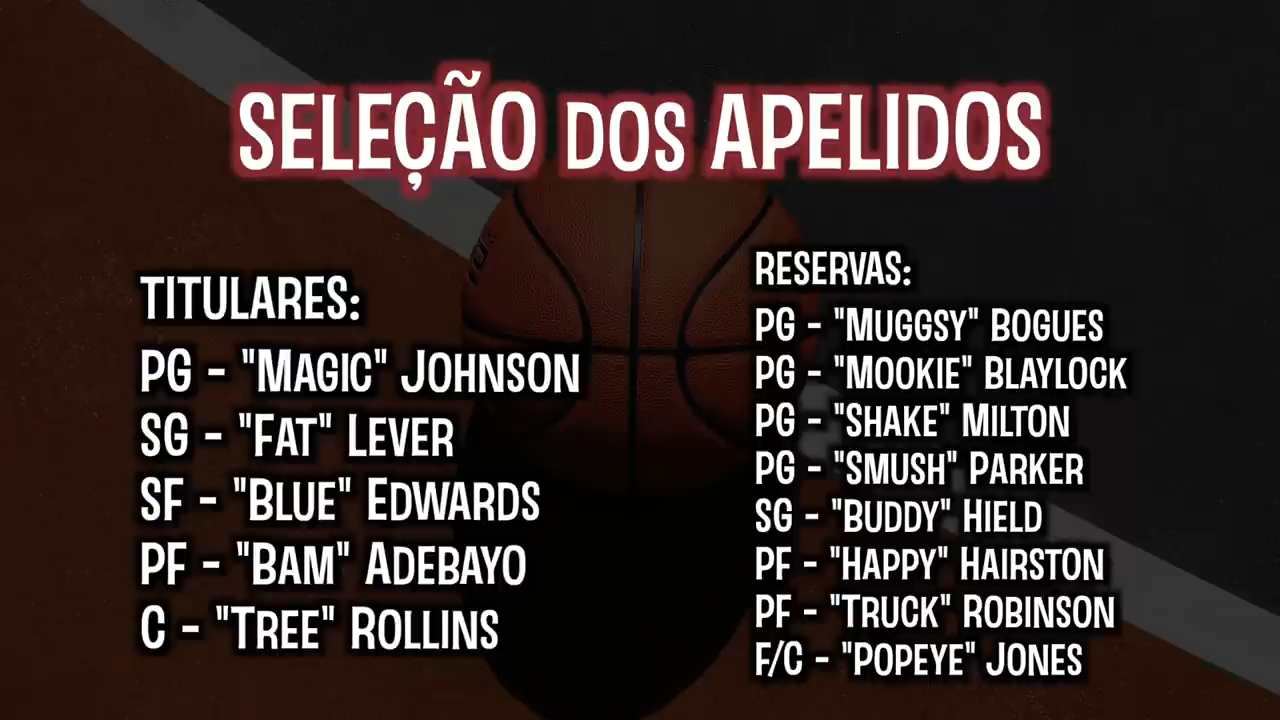 SELEÇÃO DOS APELIDOS
TITULARES:
PG - "MAGIC" JOHNSON
SG - "FAT" LEVER
SF - "BLUE" EDWARDS
PF - "BAM" ADEBAYO
C - "TREE" ROLLINS
RESERVAS:
PG - "MUGGSY" BOGUES
PG - "MOOKIE" BLAYLOCK
PG - "SHAKE" MILTON
PG - "SMUSH" PARKER
SG - "BUDDY" HIELD
PF - "HAPPY" HAIRSTON
PF - "TRUCK" ROBINSON
F/C - "POPEYE" JONES